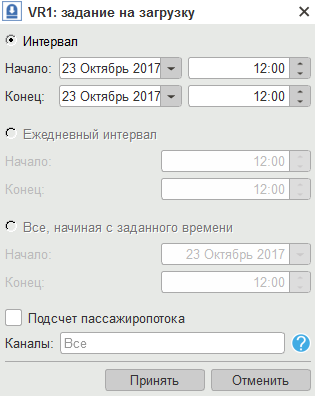 VR1: задание на загрузку
Интервал
Начало: 23 Октябрь 2017 12:00
Конец: 23 Октябрь 2017 12:00
Ежедневный интервал
Начало: 12:00
Конец: 12:00
Все, начиная с заданного времени
Начало: 23 Октябрь 2017
Конец: 12:00
Подсчет пассажиропотока
Каналы: Все ?
Принять Отменить